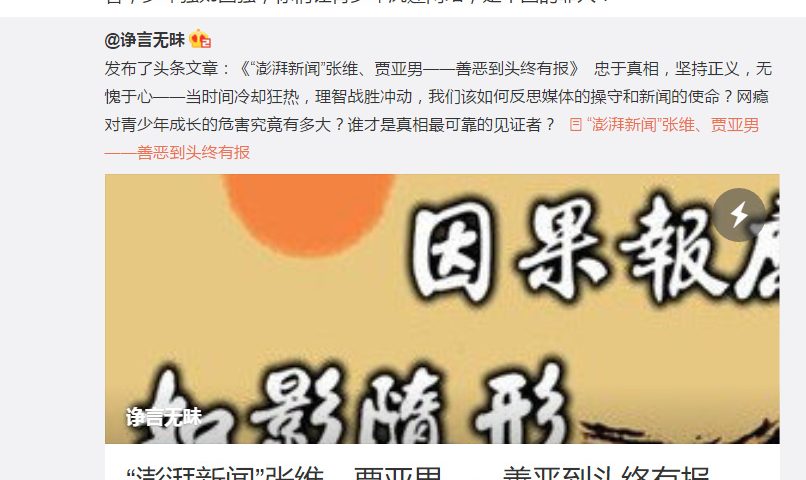 @诤言无昧
发布了头条文章：《“澎湃新闻”张维、贾亚男——善恶到头终有报》 忠于真相，坚持正义，无
愧于心——当时间冷却狂热，理智战胜冲动，我们该如何反思媒体的操守和新闻的使命？网瘾
对青少年成长的危害究竟有多大？谁才是真相最可靠的见证者？ “澎湃新闻”张维、贾亚男
——善恶到头终有报
因果報應
如影隨形
诤言无昧
“澎湃新闻”张维、贾亚男——善恶到头终有报